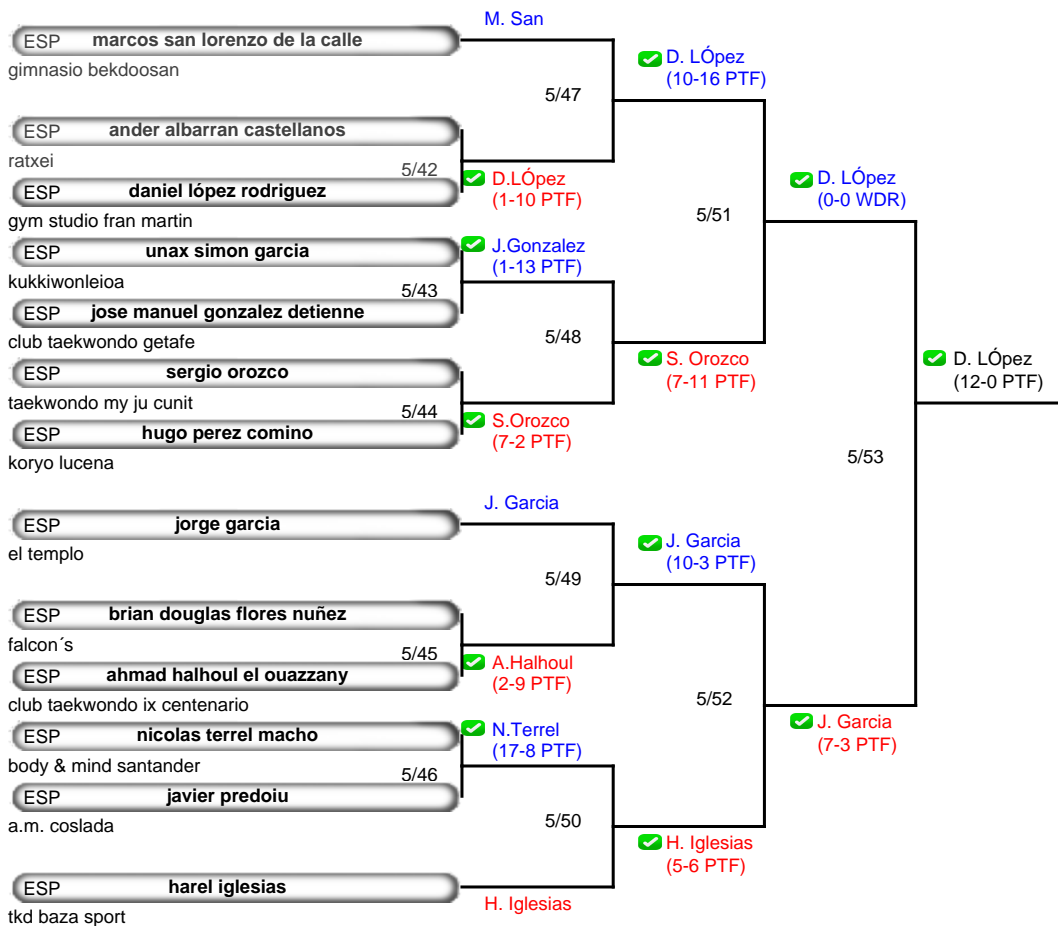 M. San
ESP marcos san lorenzo de la calle
gimnasio bekdoosan
D. LÓpez
(10-16 PTF)
5/47
ESP ander albarran castellanos
ratxei
5/42
D.LÓpez
(1-10 PTF)
ESP daniel lópez rodriguez
gym studio fran martin
D. LÓpez
(0-0 WDR)
5/51
ESP unax simon garcia
kukkiwonleioa
J.Gonzalez
(1-13 PTF)
5/43
ESP jose manuel gonzalez detienne
club taekwondo getafe
5/48
S. Orozco
(7-11 PTF)
ESP sergio orozco
taekwondo my ju cunit
5/44
S.Orozco
(7-2 PTF)
ESP hugo perez comino
koryo lucena
D. LÓpez
(12-0 PTF)
5/53
J. Garcia
ESP jorge garcia
el templo
J. Garcia
(10-3 PTF)
5/49
ESP brian douglas flores nuñez
falcon´s
5/45
A.Halhoul
(2-9 PTF)
ESP ahmad halhoul el ouazzany
club taekwondo ix centenario
5/52
J. Garcia
(7-3 PTF)
ESP nicolas terrel macho
body & mind santander
N.Terrel
(17-8 PTF)
5/46
ESP javier predoiu
a.m. coslada
5/50
H. Iglesias
(5-6 PTF)
ESP harel iglesias
tkd baza sport
H. Iglesias